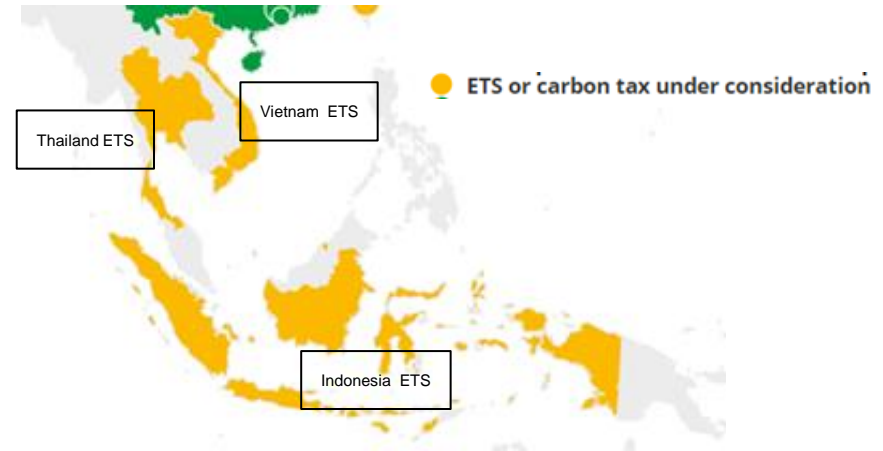 ETS or carbon tax under consideration
Vietnam ETS
Thailand ETS
Indonesia ETS